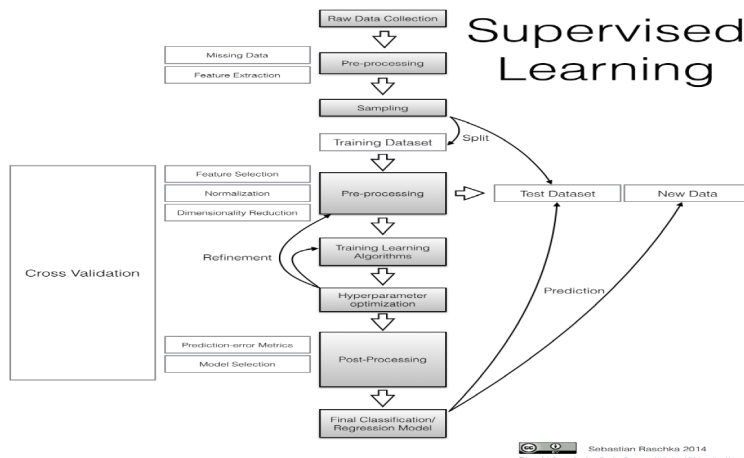 Supervised
Learning
Raw Data Collection
Missing Data
Feature Extraction
Pre-processing
Sampling
Split
Training Dataset
Feature Selection
Normalization
Dimensionality Reduction
Pre-processing
Test Dataset
New Data
Refinement
Training Learning
Algorithms
Cross Validation
Hyperparameter
optimization
Prediction
Prediction-error Metrics
Model Selection
Post-Processing
Final Classification/
Regression Model
cc
BY
Sebastian Raschka 2014